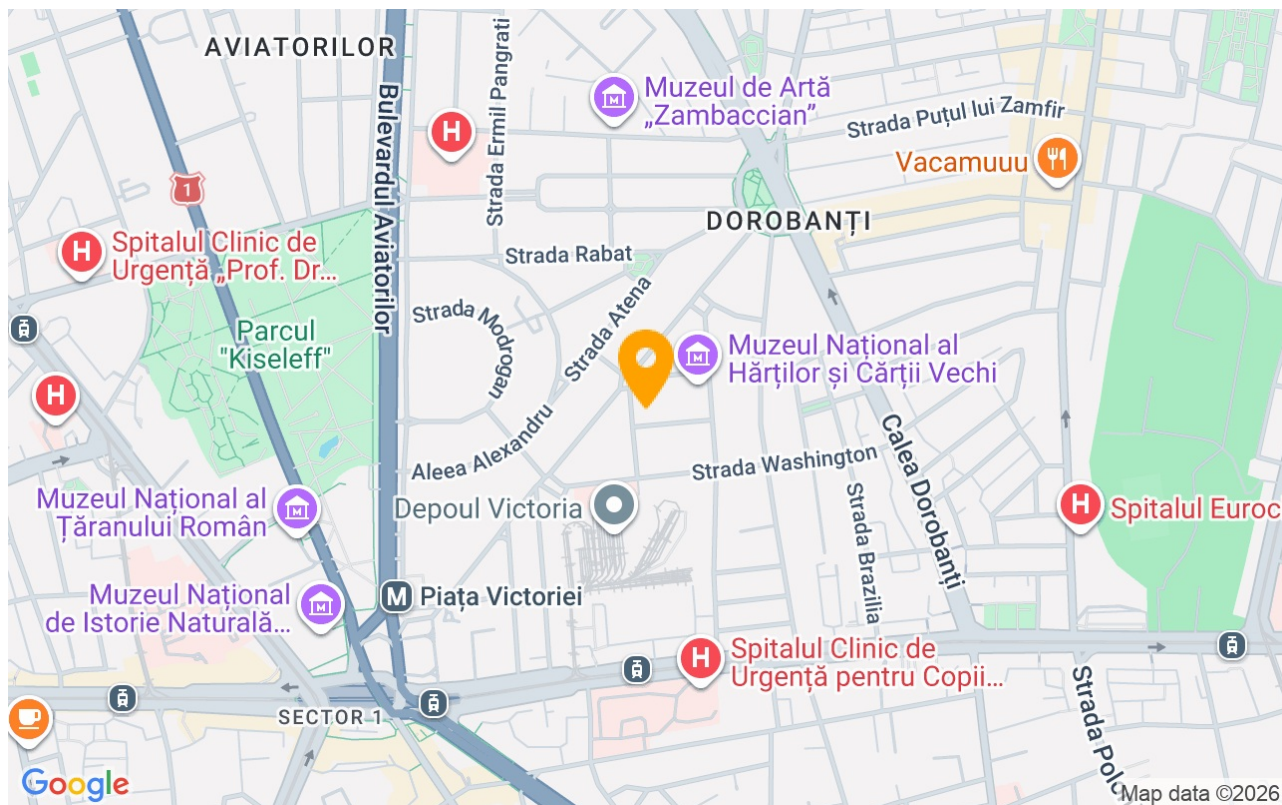 AVIATORILOR
Bulevardul Aviatorilor
Strada Ermil Pangrati
Muzeul de Artă
„Zambaccian”
Strada Puțul lui Zamfir
Vacamuuu
H
1
DOROBANȚI
H
Spitalul Clinic de
Urgență „Prof. Dr...
Strada Rabat
Strada Modrogan
Strada Atena
Parcul
"Kiseleff"
Muzeul Național al
Hărților și Cărții Vechi
H
Aleea Alexandru
Calea Dorobanți
Strada Washington
Strada Brazilia
Muzeul Național al
Țăranului Român
Depoul Victoria
H
Spitalul Euroc
M
Piața Victoriei
Muzeul Național
de Istorie Naturală...
H
Spitalul Clinic de
Urgență pentru Copii...
SECTOR 1
Strada Polo
Google
Map data ©2026